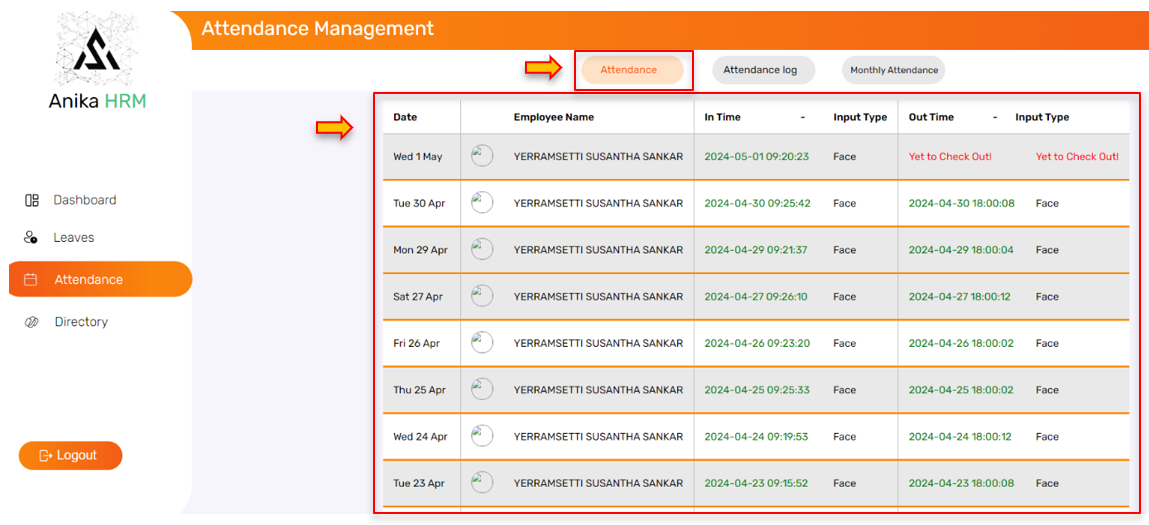 Attendance Management
Attendance
Attendance log
Monthly Attendance
Anika HRM
Dashboard
Leaves
Attendance
Directory
Logout
Date Employee Name In Time - Input Type Out Time - Input Type
Wed 1 May YERRAMSETTI SUSANTHA SANKAR 2024-05-01 09:20:23 Face Yet to Check Out! Yet to Check Out!
Tue 30 Apr YERRAMSETTI SUSANTHA SANKAR 2024-04-30 09:25:42 Face 2024-04-30 18:00:08 Face
Mon 29 Apr YERRAMSETTI SUSANTHA SANKAR 2024-04-29 09:21:37 Face 2024-04-29 18:00:04 Face
Sat 27 Apr YERRAMSETTI SUSANTHA SANKAR 2024-04-27 09:26:10 Face 2024-04-27 18:00:12 Face
Fri 26 Apr YERRAMSETTI SUSANTHA SANKAR 2024-04-26 09:23:20 Face 2024-04-26 18:00:02 Face
Thu 25 Apr YERRAMSETTI SUSANTHA SANKAR 2024-04-25 09:25:33 Face 2024-04-25 18:00:02 Face
Wed 24 Apr YERRAMSETTI SUSANTHA SANKAR 2024-04-24 09:19:53 Face 2024-04-24 18:00:12 Face
Tue 23 Apr YERRAMSETTI SUSANTHA SANKAR 2024-04-23 09:15:52 Face 2024-04-23 18:00:08 Face